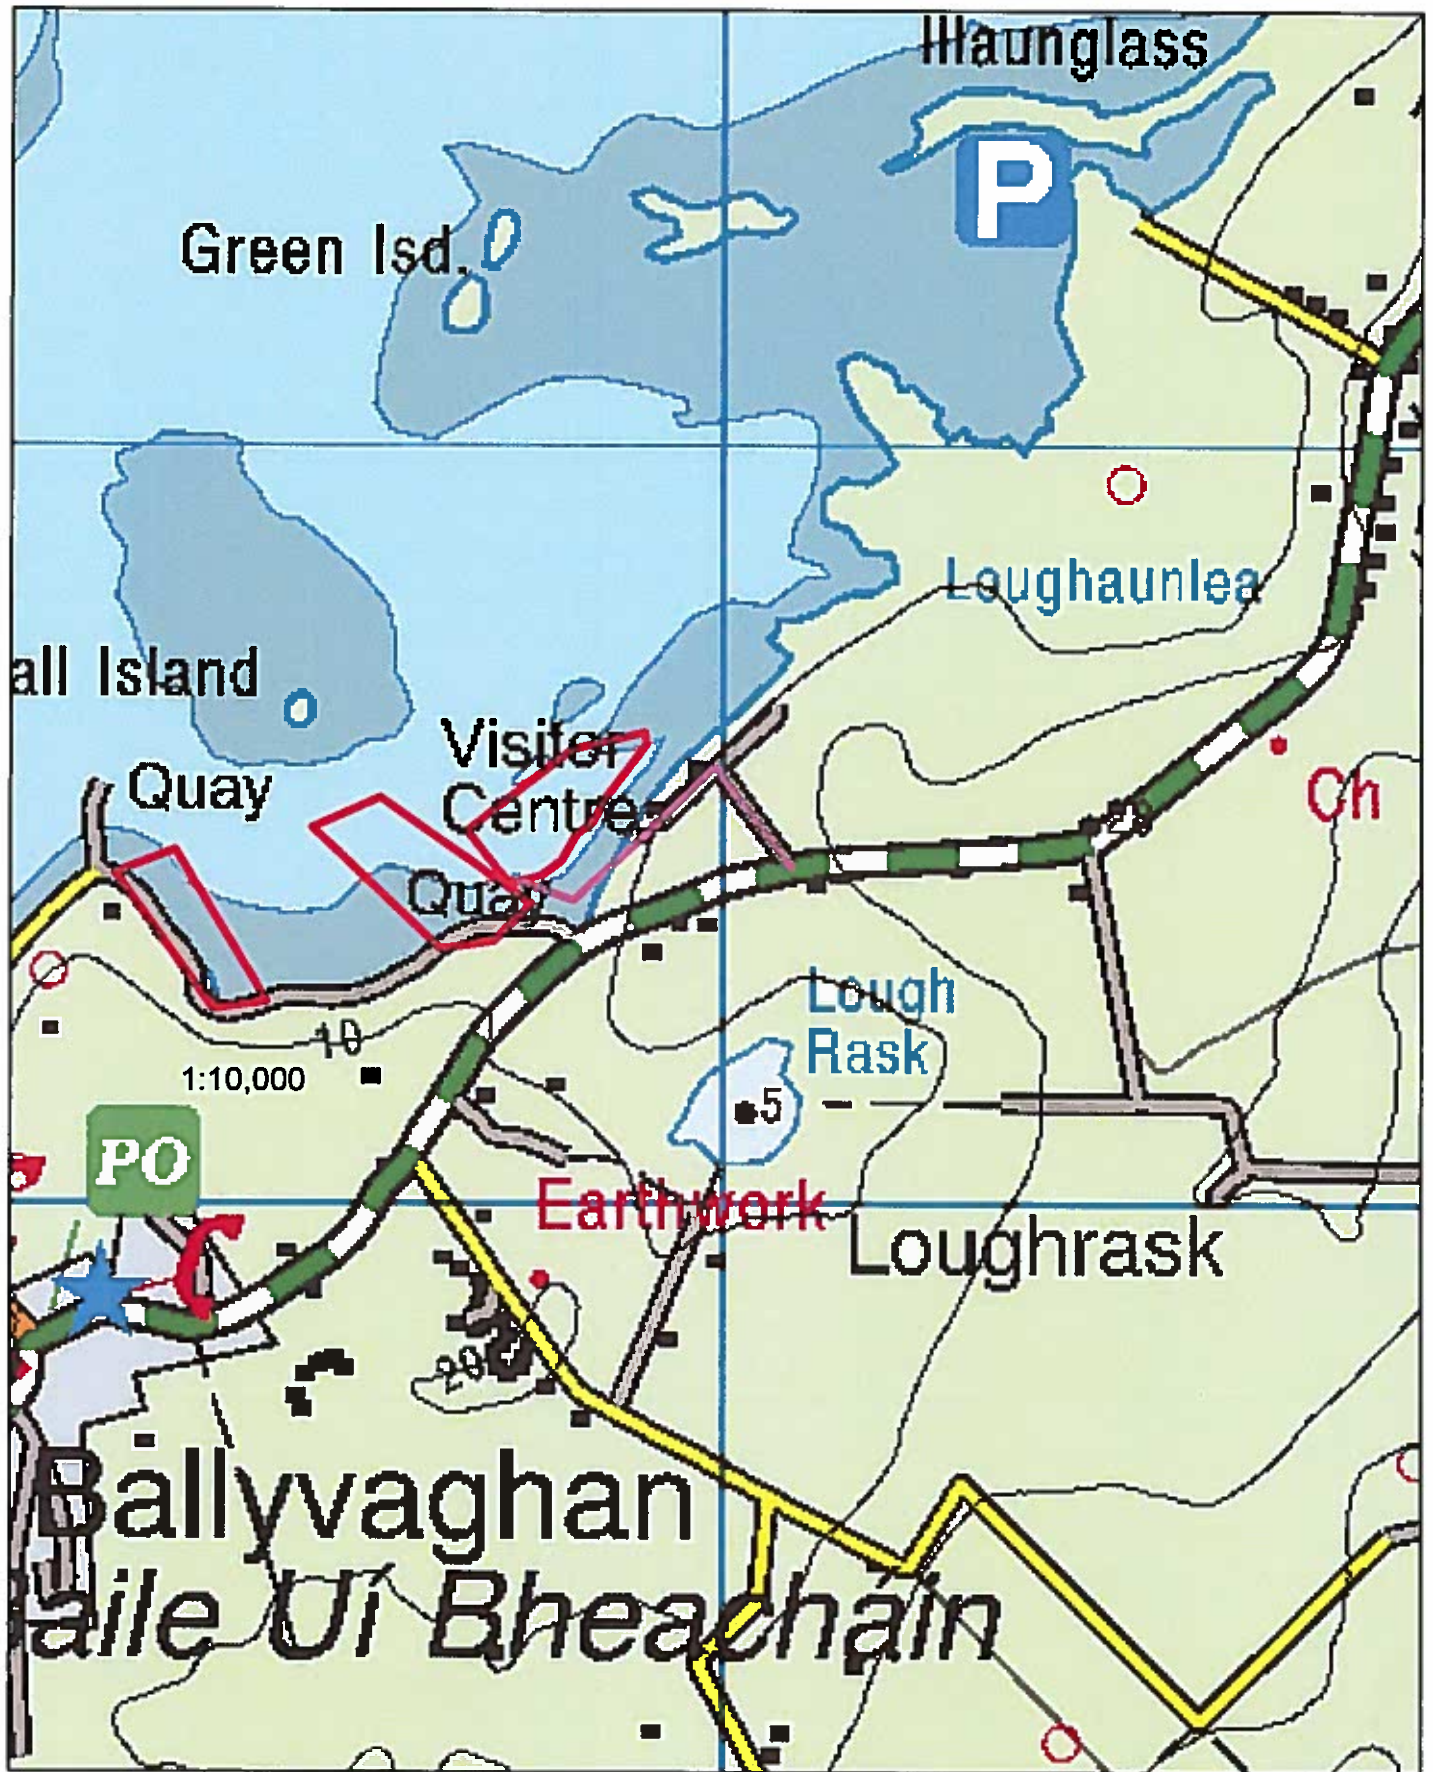 Illaunglass
P
Green Isd.
Loughaunlea
all Island
Visitor
Centre
Quay
Ch
Quay
Lough
Rask
10
1:10,000
5
PO
Earthwork
Loughrask
20
Ballyvaghan
aile Uí Bheacháin